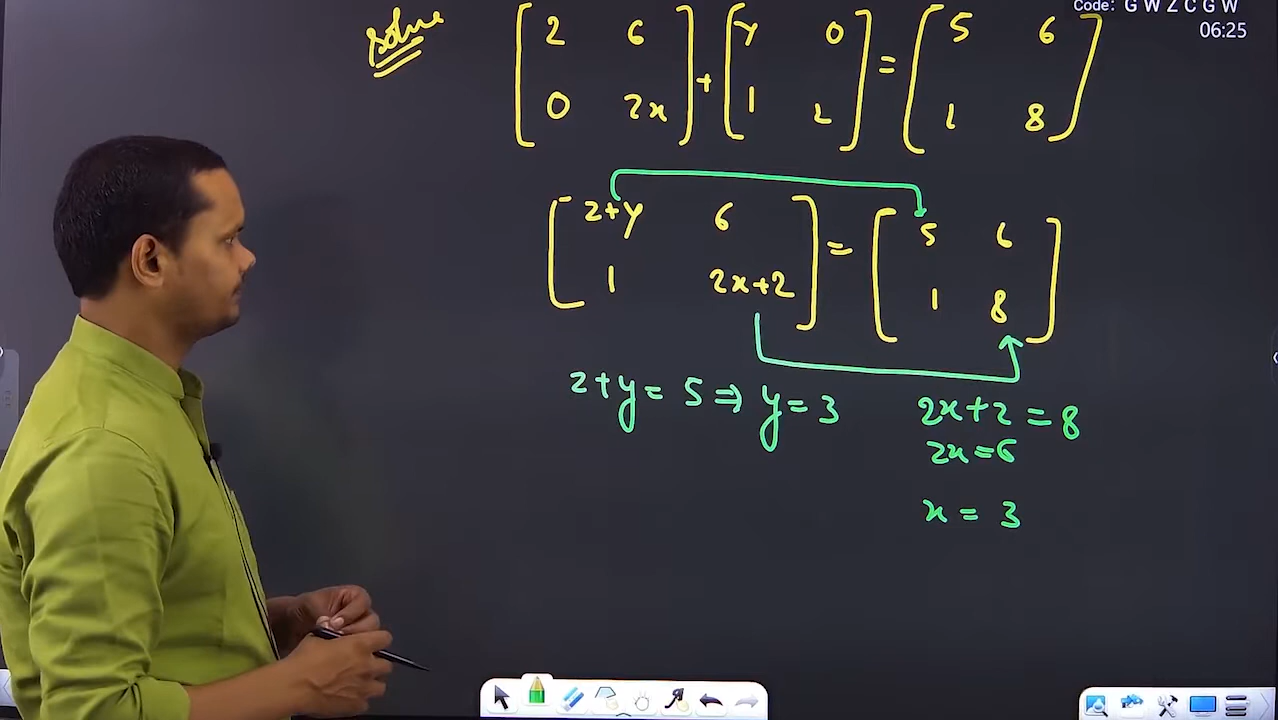 Code: G W Z C G W
06:25
Solve
[2 6 0 2x] + [y 0 1 2] = [5 6 1 8]
[2+y 6 1 2x+2] = [5 6 1 8]
2+y = 5 ⇒ y = 3
2x+2 = 8
2x = 6
x = 3